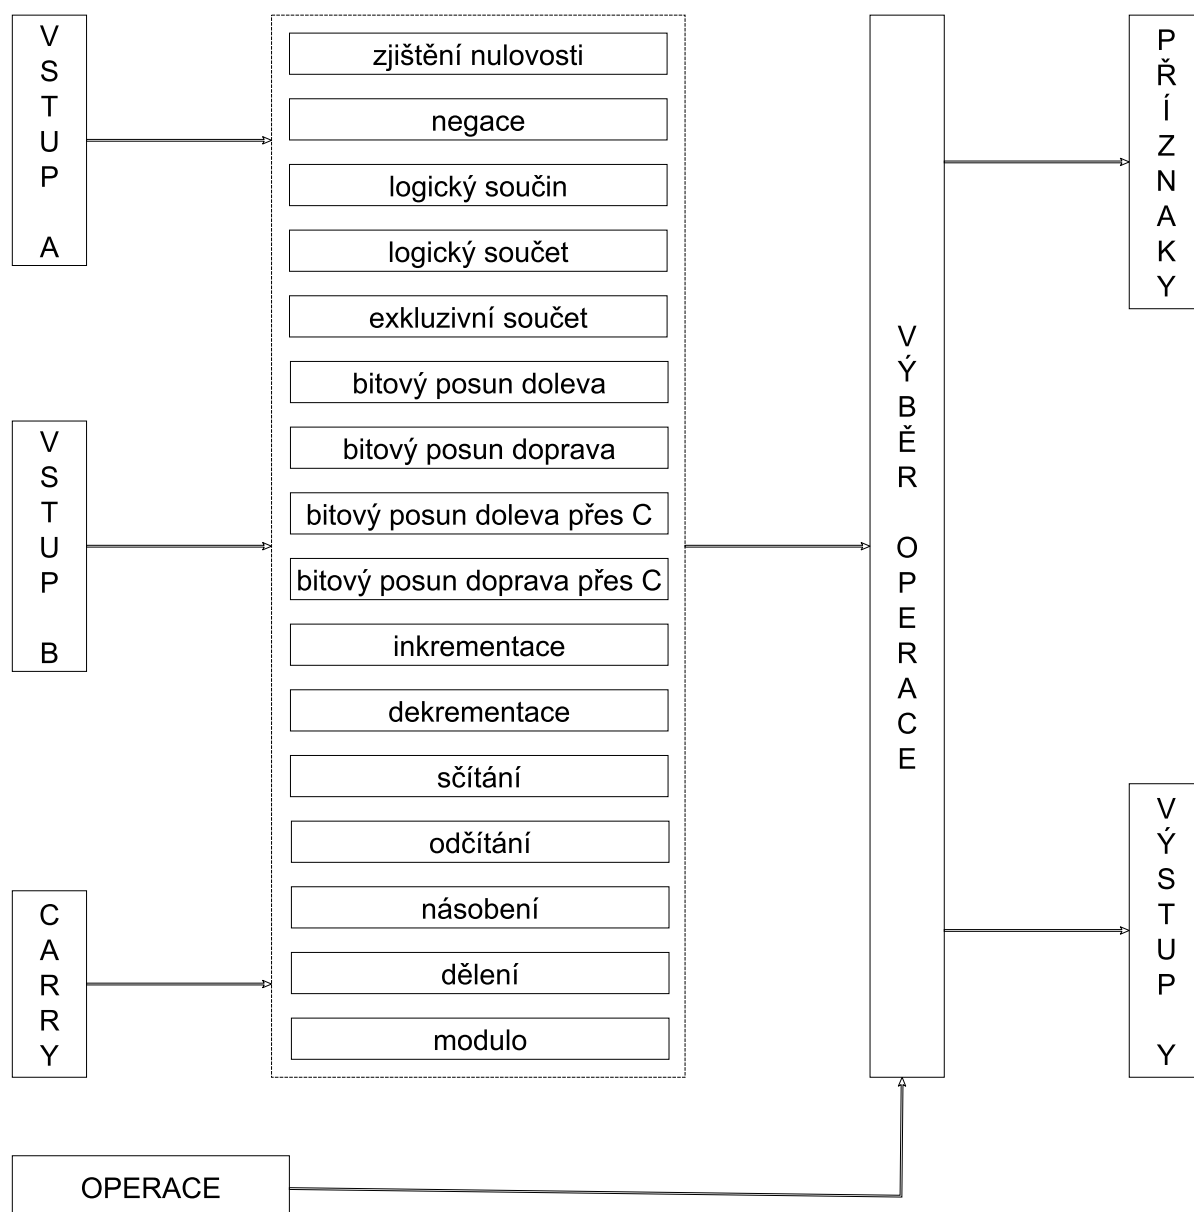 VSTUP A
zjištění nulovosti
negace
logický součin
logický součet
exkluzivní součet
bitový posun doleva
bitový posun doprava
bitový posun doleva přes C
bitový posun doprava přes C
inkrementace
dekrementace
sčítání
odčítání
násobení
dělení
modulo
VSTUP B
CARRY
OPERACE
VÝBĚR OPERACE
PŘÍZNAKY
VÝSTUP Y